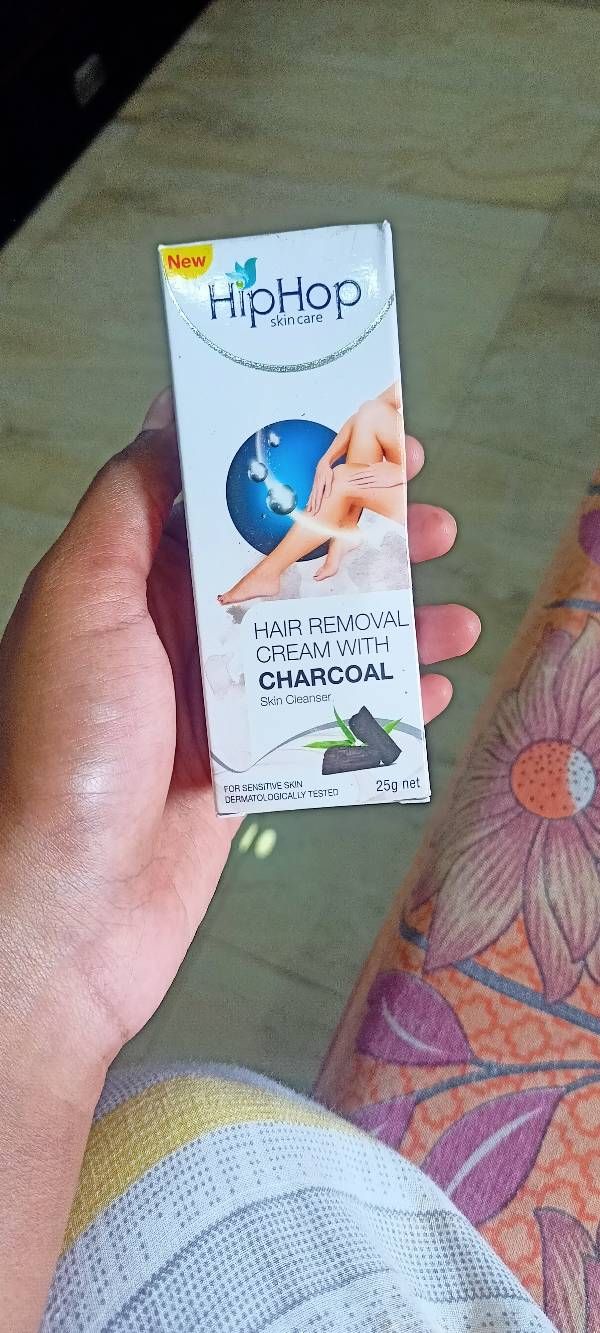 New
HipHop
skin care
HAIR REMOVAL
CREAM WITH
CHARCOAL
Skin Cleanser
FOR SENSITIVE SKIN
DERMATOLOGICALLY TESTED
25g net